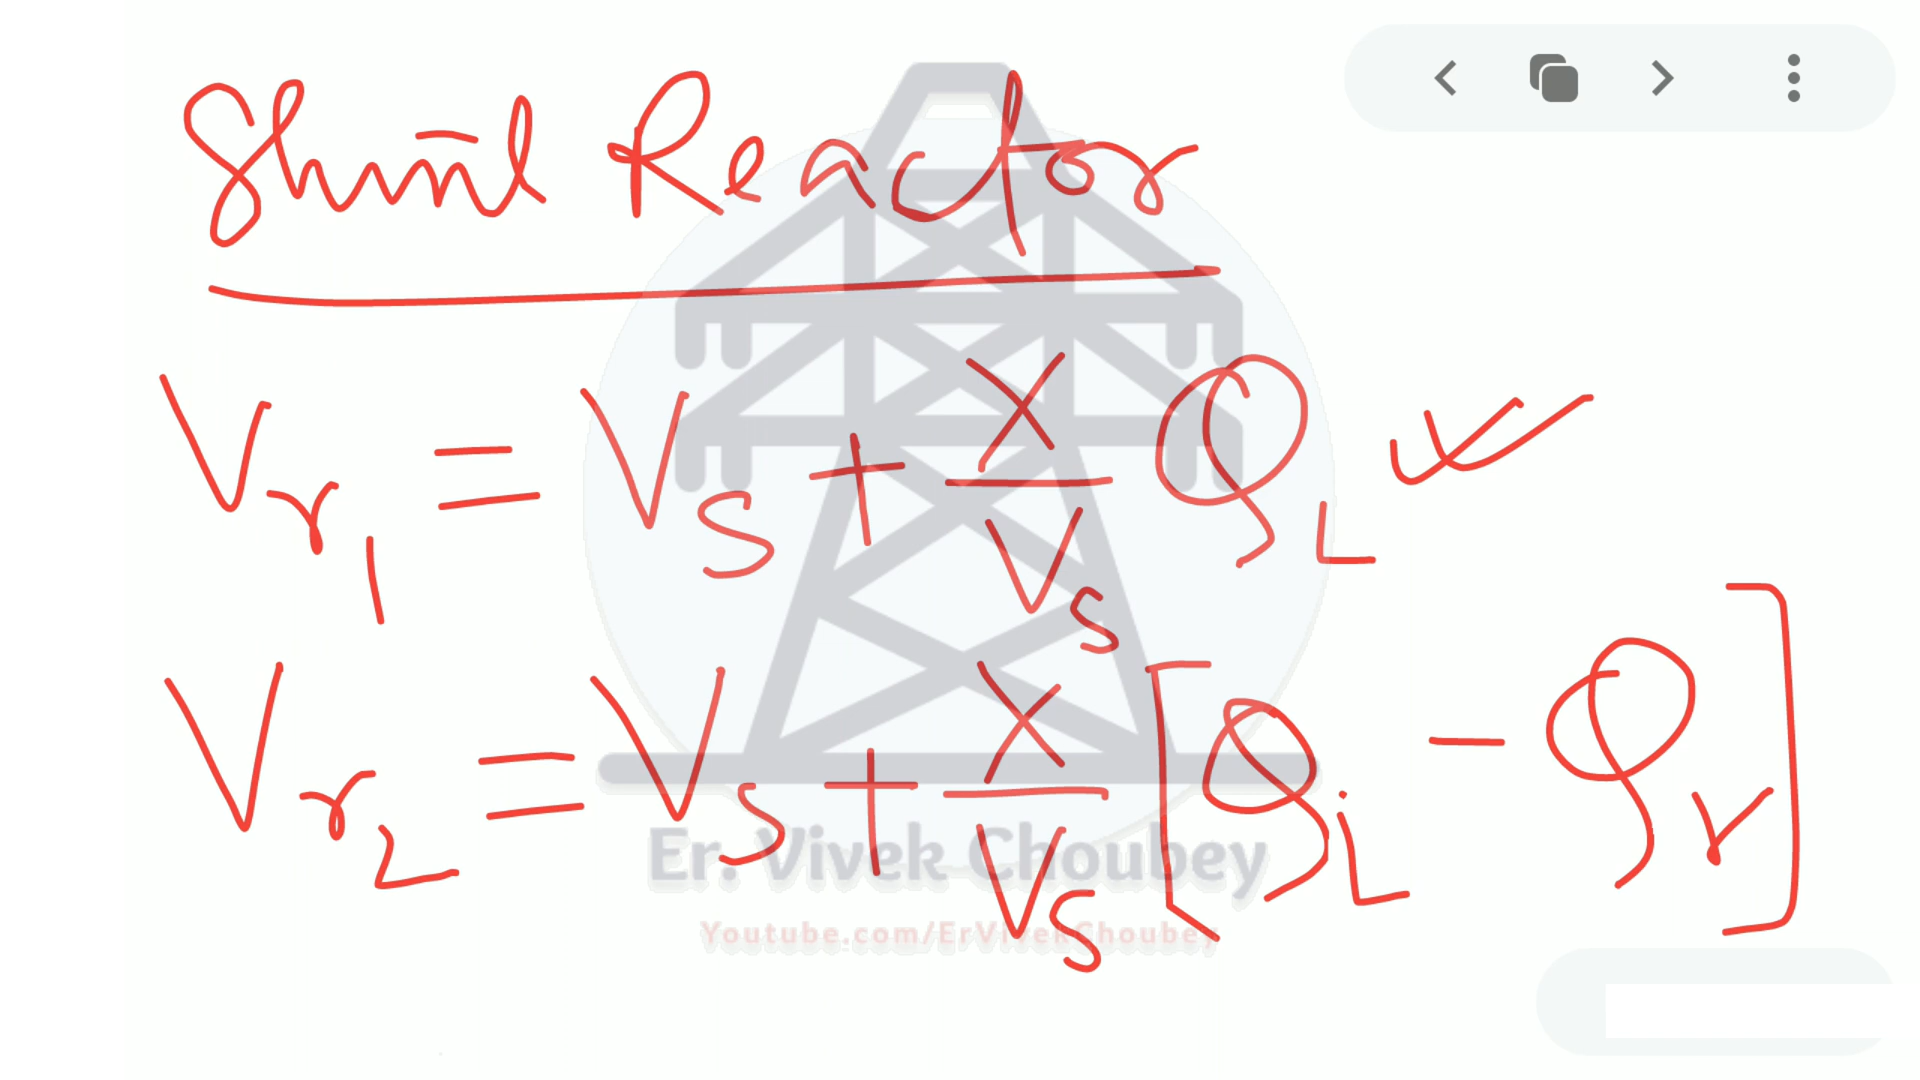 Shunt Reactor
Vr1 = Vs + X/Vs QL
Vr2 = Vs + X/Vs [QL - Qr]
Er. Vivek Choubey
Youtube.com/ErVivekChoubey